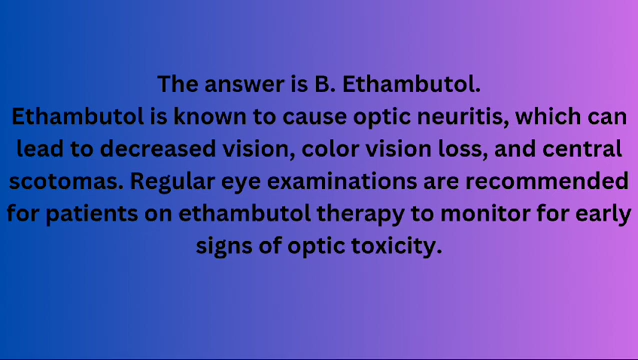 The answer is B. Ethambutol.
Ethambutol is known to cause optic neuritis, which can
lead to decreased vision, color vision loss, and central
scotomas. Regular eye examinations are recommended
for patients on ethambutol therapy to monitor for early
signs of optic toxicity.